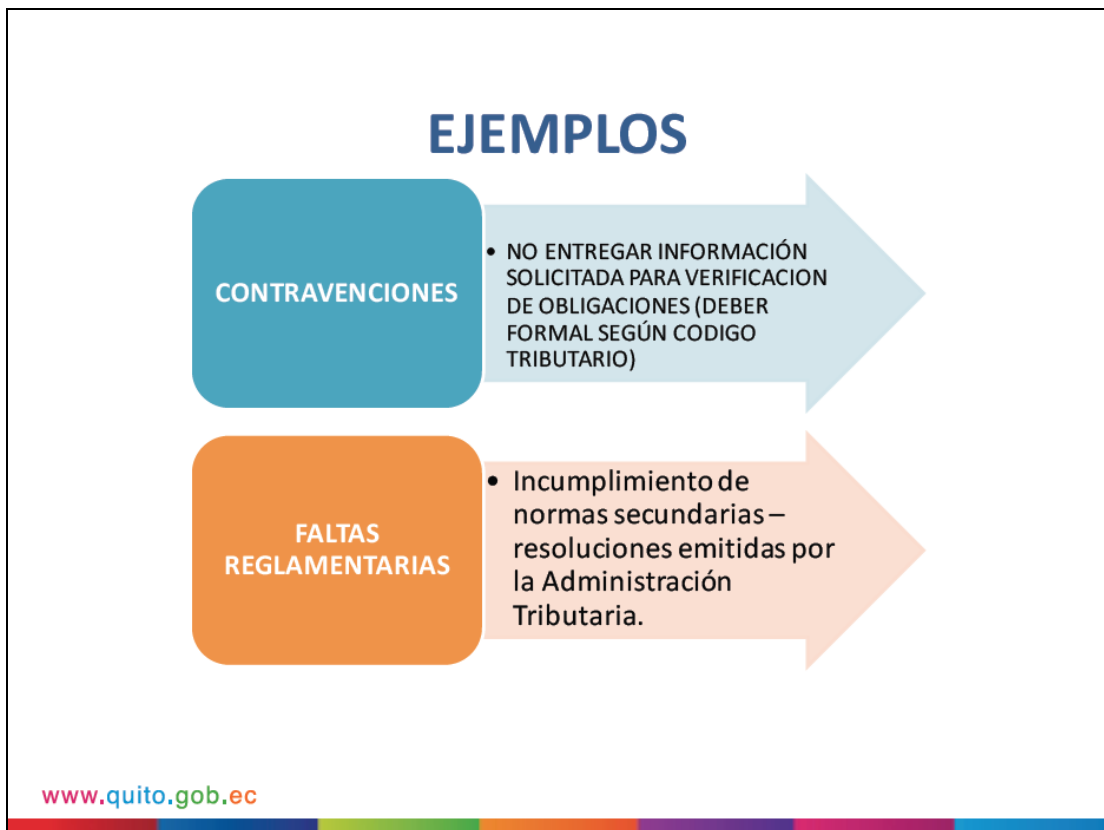 EJEMPLOS
CONTRAVENCIONES
• NO ENTREGAR INFORMACIÓN
SOLICITADA PARA VERIFICACION
DE OBLIGACIONES (DEBER
FORMAL SEGÚN CODIGO
TRIBUTARIO)
FALTAS
REGLAMENTARIAS
• Incumplimiento de
normas secundarias –
resoluciones emitidas por
la Administración
Tributaria.
www.quito.gob.ec